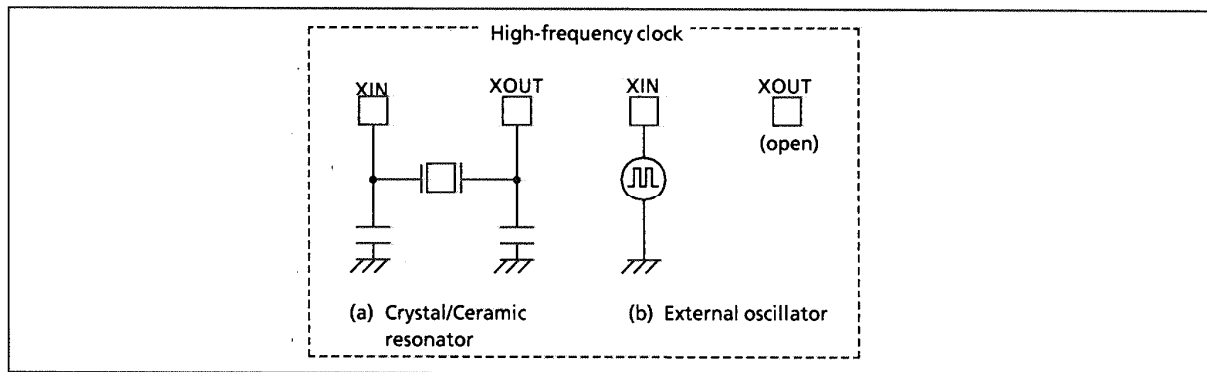 High-frequency clock
XIN
XOUT
XIN
XOUT
(open)
(a) Crystal/Ceramic
resonator
(b) External oscillator